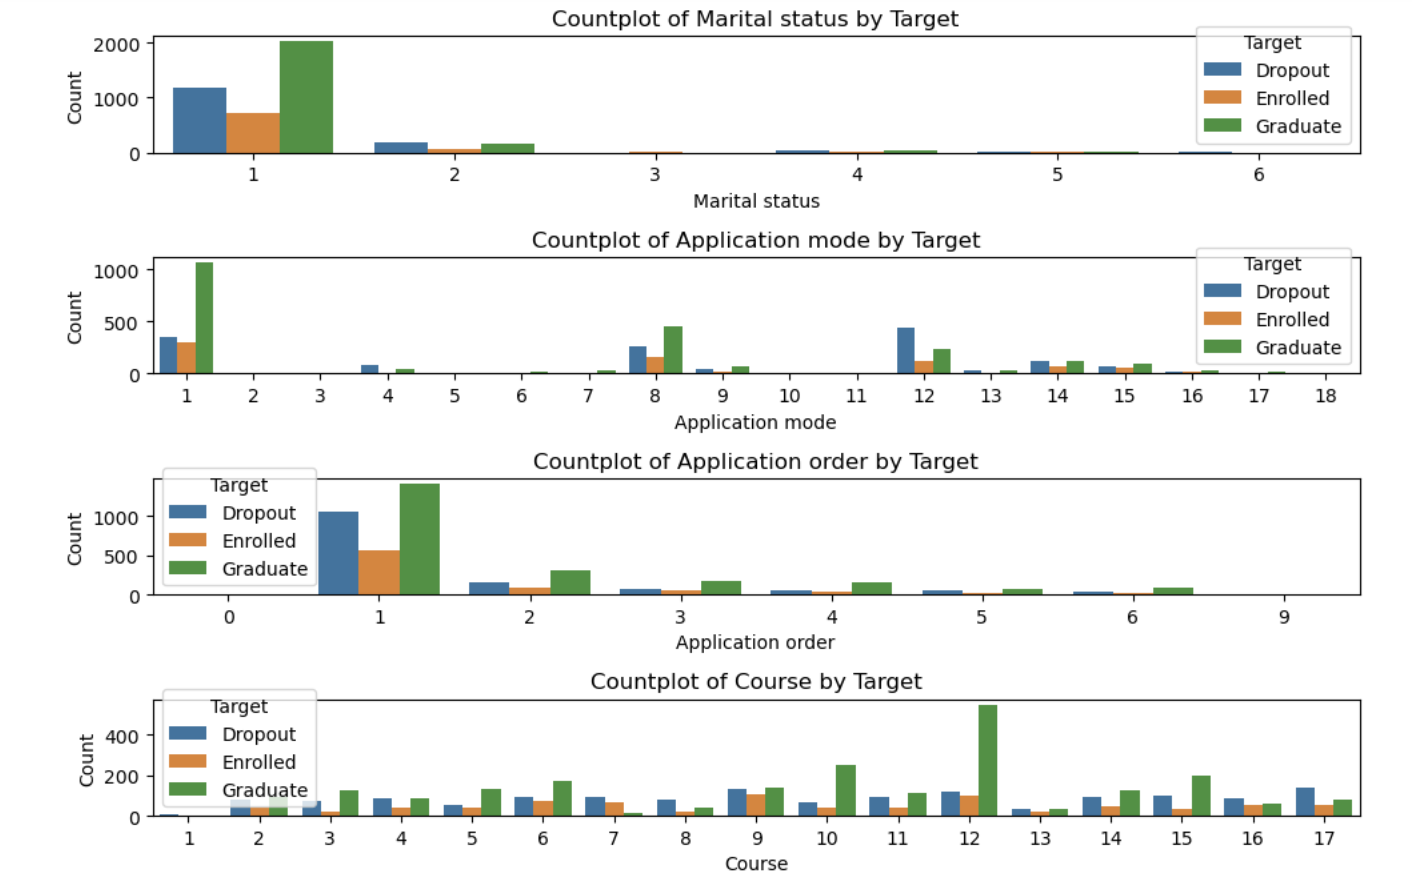 Countplot of Marital status by Target
2000
1000
0
Count
Target
Dropout
Enrolled
Graduate
1 2 3 4 5 6
Marital status
Countplot of Application mode by Target
1000
500
0
Count
Target
Dropout
Enrolled
Graduate
1 2 3 4 5 6 7 8 9 10 11 12 13 14 15 16 17 18
Application mode
Countplot of Application order by Target
1000
500
0
Count
Target
Dropout
Enrolled
Graduate
0 1 2 3 4 5 6 9
Application order
Countplot of Course by Target
400
200
0
Count
Target
Dropout
Enrolled
Graduate
1 2 3 4 5 6 7 8 9 10 11 12 13 14 15 16 17
Course